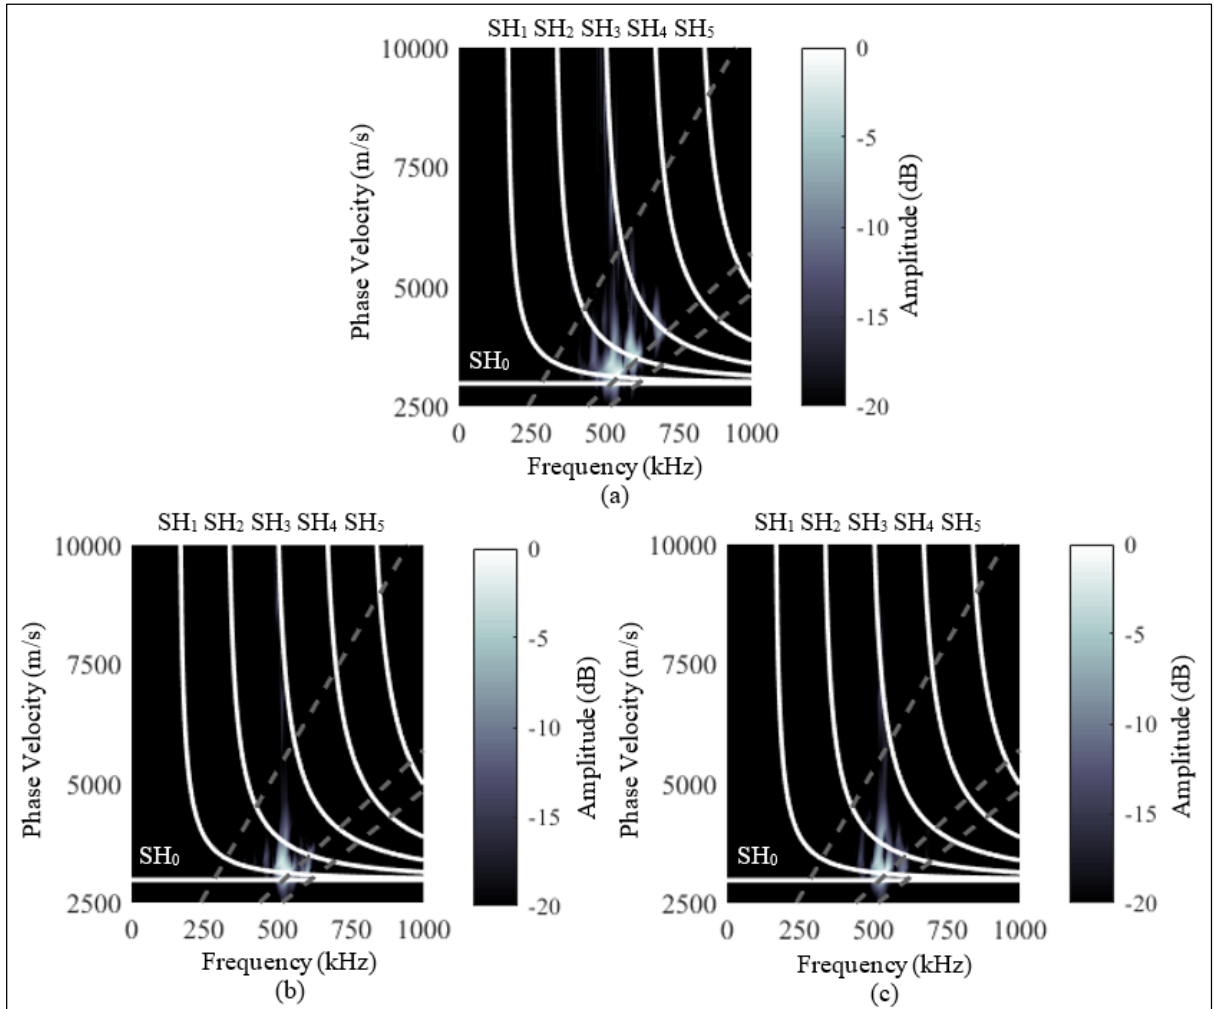 SH₁ SH₂ SH₃ SH₄ SH₅
10000
7500
5000
2500
Phase Velocity (m/s)
SH₀
0
250
500
750
1000
Frequency (kHz)
0
-5
-10
-15
-20
Amplitude (dB)
(a)
SH₁ SH₂ SH₃ SH₄ SH₅
10000
7500
5000
2500
Phase Velocity (m/s)
SH₀
0
250
500
750
1000
Frequency (kHz)
0
-5
-10
-15
-20
Amplitude (dB)
(b)
SH₁ SH₂ SH₃ SH₄ SH₅
10000
7500
5000
2500
Phase Velocity (m/s)
SH₀
0
250
500
750
1000
Frequency (kHz)
0
-5
-10
-15
-20
Amplitude (dB)
(c)